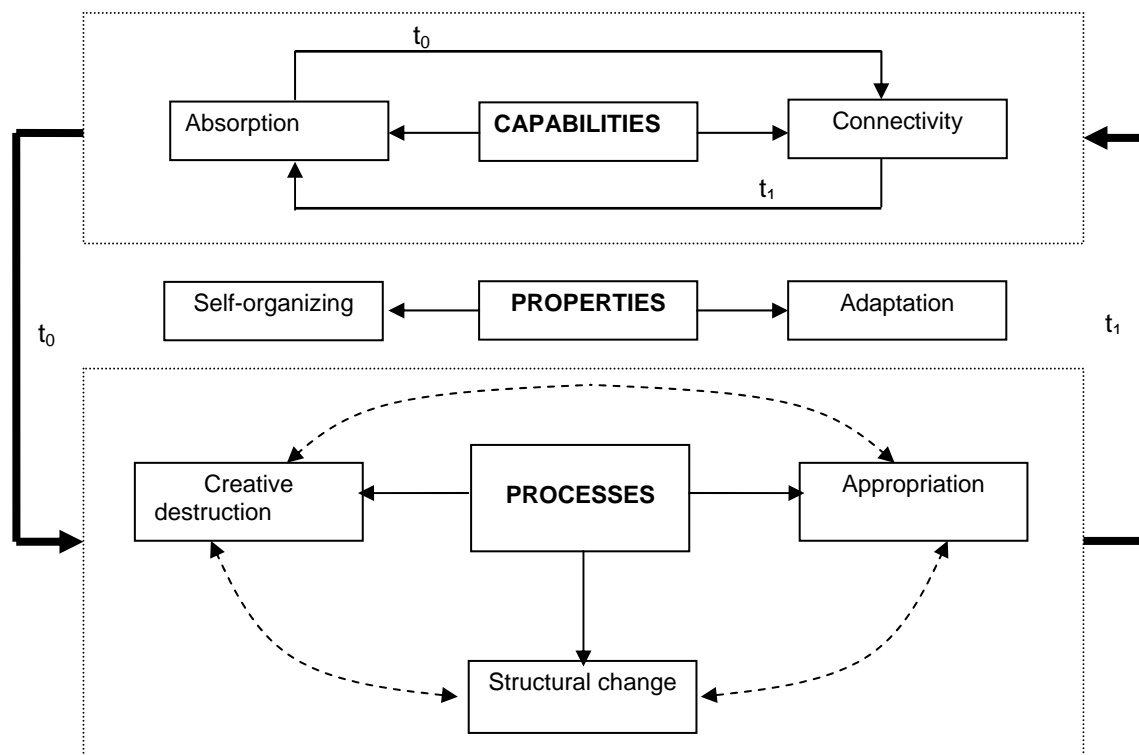 t₀
Absorption
CAPABILITIES
Connectivity
t₁
Self-organizing
PROPERTIES
Adaptation
t₀
t₁
Creative
destruction
PROCESSES
Appropriation
Structural change